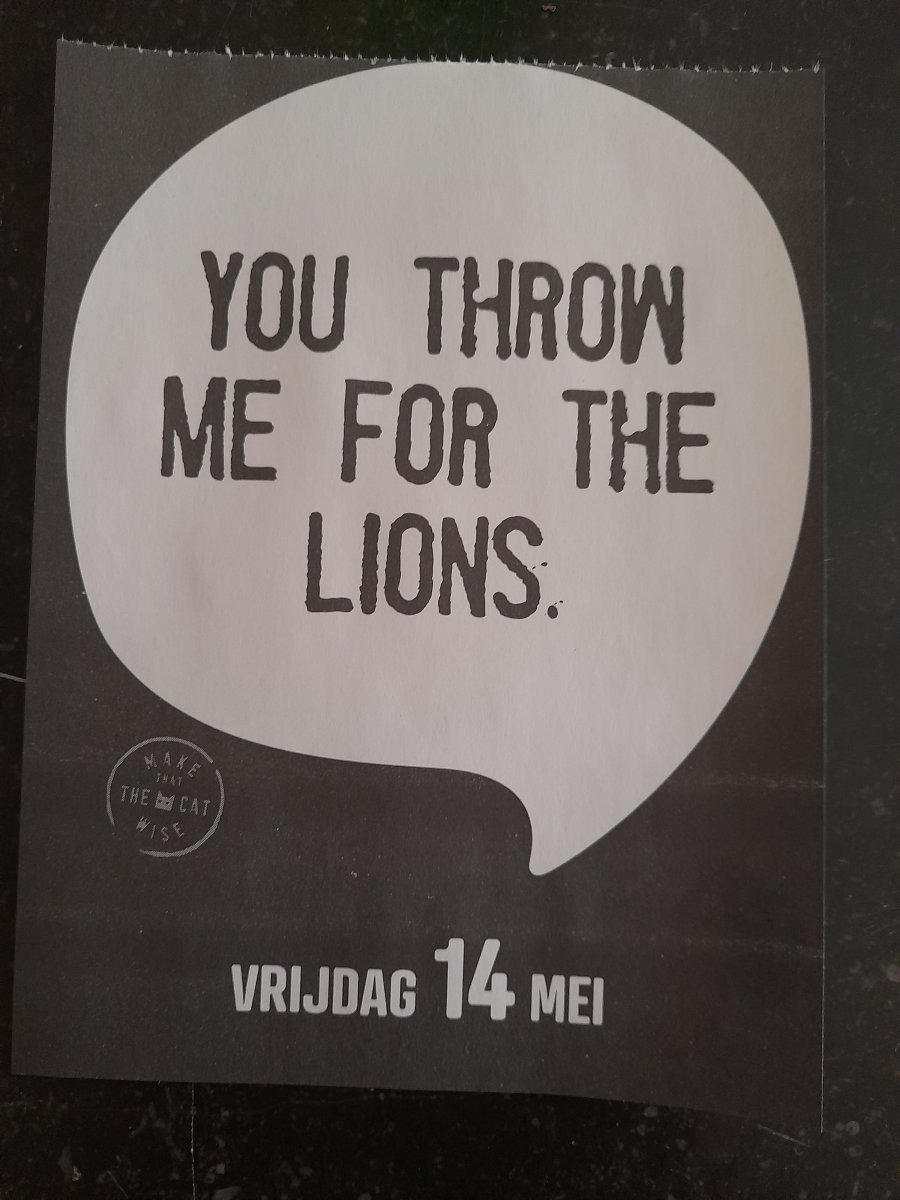 YOU THROW
ME FOR THE
LIONS.
MAKE
THAT
THE CAT
WISE
VRIJDAG 14 MEI